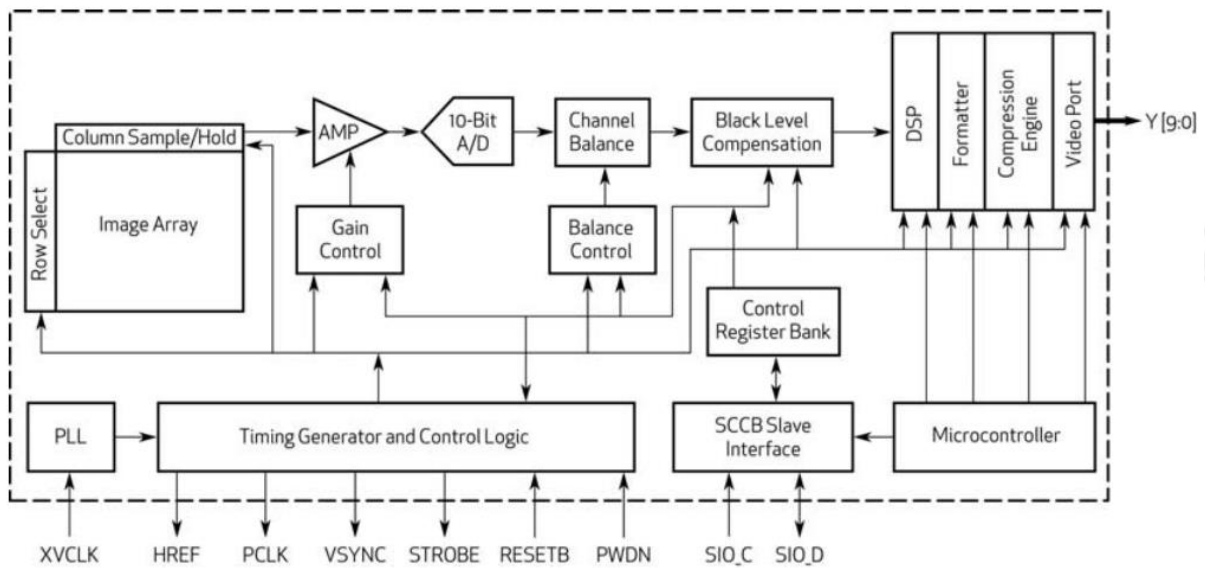 Column Sample/Hold
Row Select
Image Array
AMP
10-Bit
A/D
Channel
Balance
Black Level
Compensation
DSP
Formatter
Compression
Engine
Video Port
Y [9:0]
Gain
Control
Balance
Control
Control
Register Bank
PLL
Timing Generator and Control Logic
SCCB Slave
Interface
Microcontroller
XVCLK
HREF
PCLK
VSYNC
STROBE
RESETB
PWDN
SIO_C
SIO_D